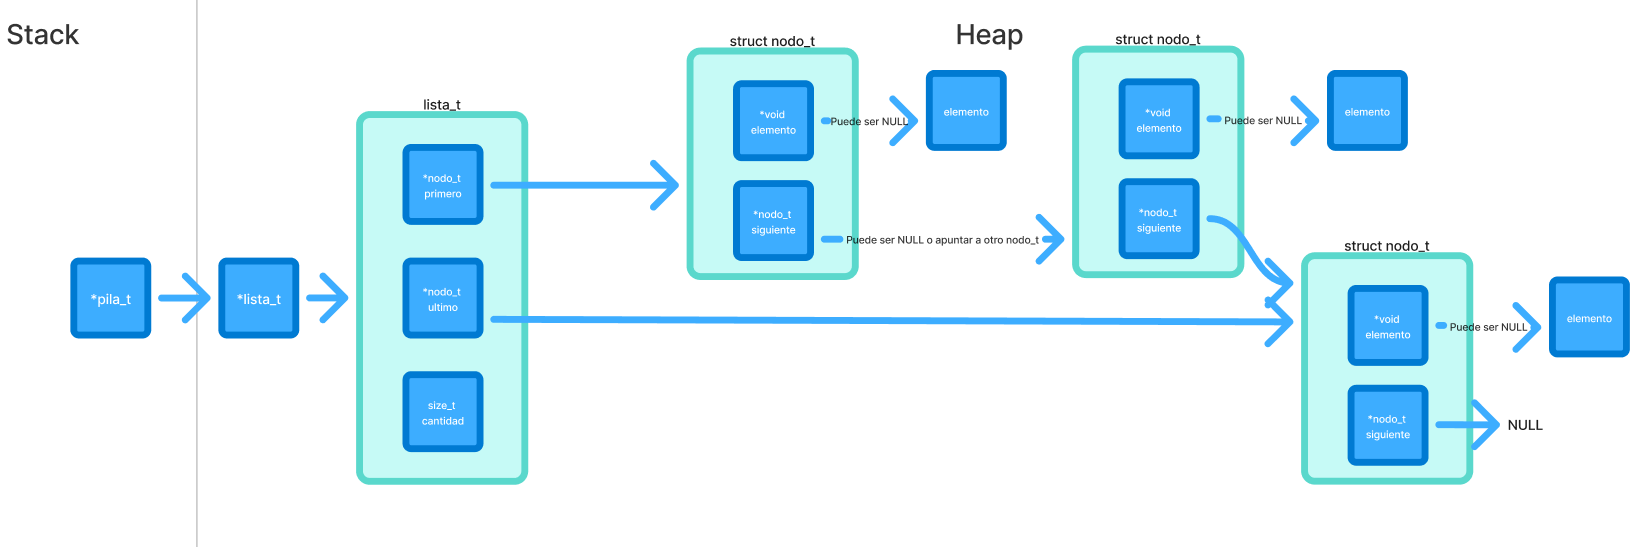 Stack
Heap
*pila_t
*lista_t
lista_t
*nodo_t
primero
*nodo_t
ultimo
size_t
cantidad
struct nodo_t
*void
elemento
Puede ser NULL
elemento
*nodo_t
siguiente
Puede ser NULL o apuntar a otro nodo_t
struct nodo_t
*void
elemento
Puede ser NULL
elemento
*nodo_t
siguiente
struct nodo_t
*void
elemento
Puede ser NULL
elemento
*nodo_t
siguiente
NULL